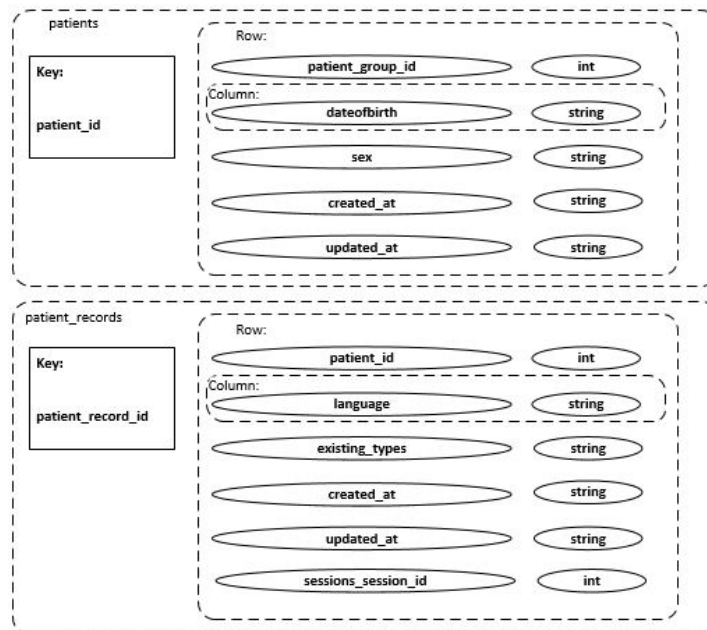 patients
Key:
patient_id
Row:
patient_group_id int
Column:
dateofbirth string
sex string
created_at string
updated_at string
patient_records
Key:
patient_record_id
Row:
patient_id int
Column:
language string
existing_types string
created_at string
updated_at string
sessions_session_id int